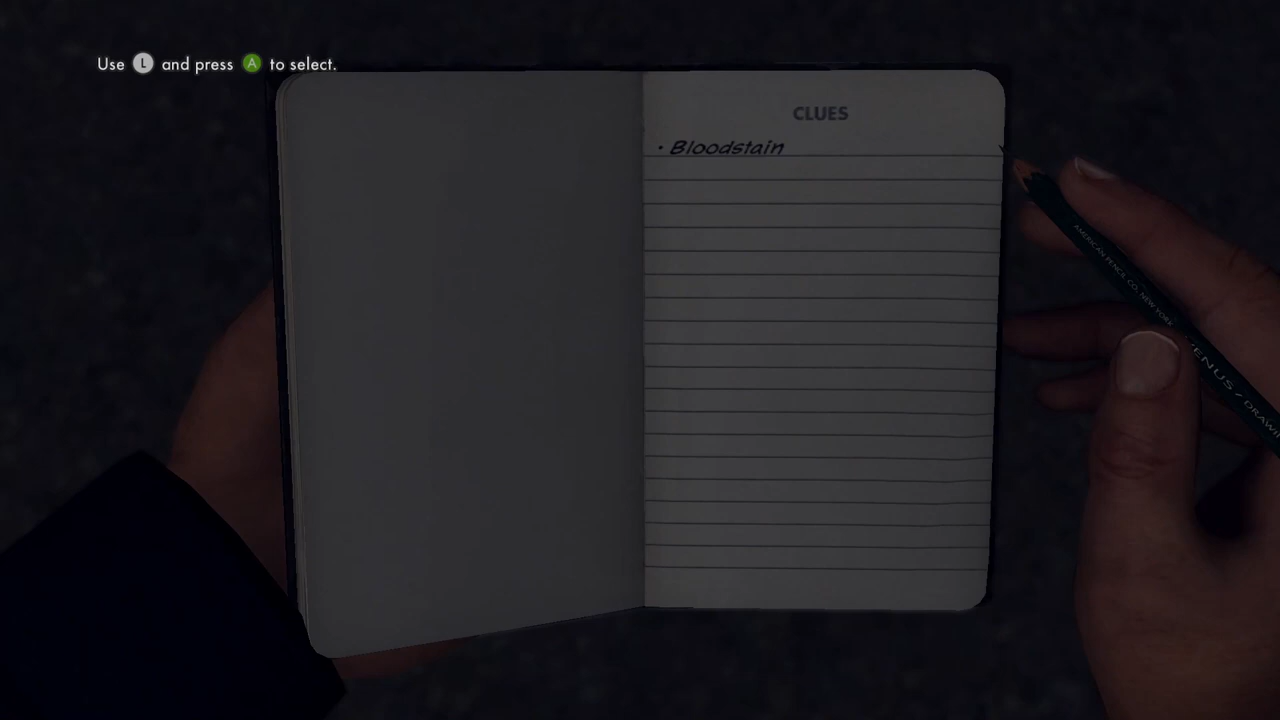 Use L and press A to select.
CLUES
· Bloodstain
AMERICAN PENCIL CO. NEW YORK
VENUS / DRAWI